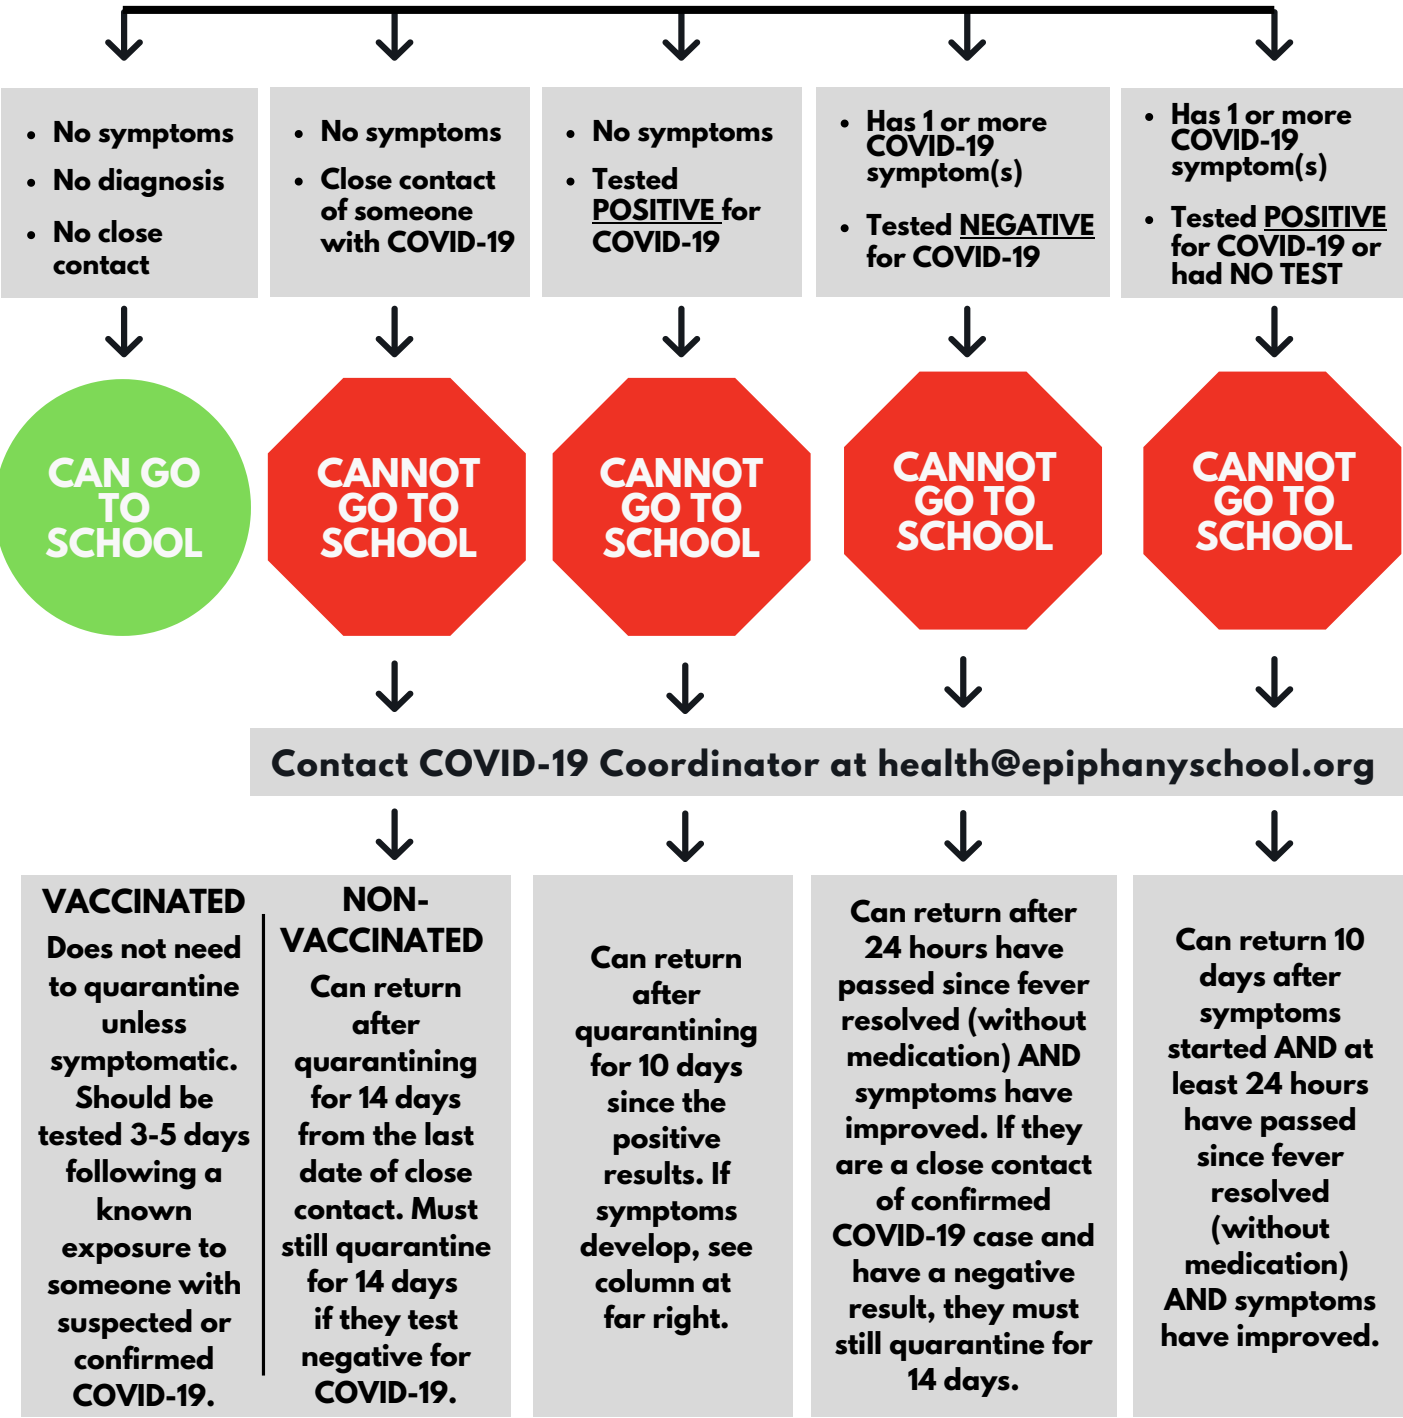 • No symptoms
• No diagnosis
• No close
contact
• No symptoms
• Close contact
of someone
with COVID-19
• No symptoms
• Tested
POSITIVE for
COVID-19
• Has 1 or more
COVID-19
symptom(s)
• Tested NEGATIVE
for COVID-19
• Has 1 or more
COVID-19
symptom(s)
• Tested POSITIVE
for COVID-19 or
had NO TEST
CAN GO
TO
SCHOOL
CANNOT
GO TO
SCHOOL
CANNOT
GO TO
SCHOOL
CANNOT
GO TO
SCHOOL
CANNOT
GO TO
SCHOOL
Contact COVID-19 Coordinator at health@epiphanyschool.org
VACCINATED
Does not need
to quarantine
unless
symptomatic.
Should be
tested 3-5 days
following a
known
exposure to
someone with
suspected or
confirmed
COVID-19.
NON-
VACCINATED
Can return
after
quarantining
for 14 days
from the last
date of close
contact. Must
still quarantine
for 14 days
if they test
negative for
COVID-19.
Can return
after
quarantining
for 10 days
since the
positive
results. If
symptoms
develop, see
column at
far right.
Can return after
24 hours have
passed since fever
resolved (without
medication) AND
symptoms have
improved. If they
are a close contact
of confirmed
COVID-19 case and
have a negative
result, they must
still quarantine for
14 days.
Can return 10
days after
symptoms
started AND at
least 24 hours
have passed
since fever
resolved
(without
medication)
AND symptoms
have improved.